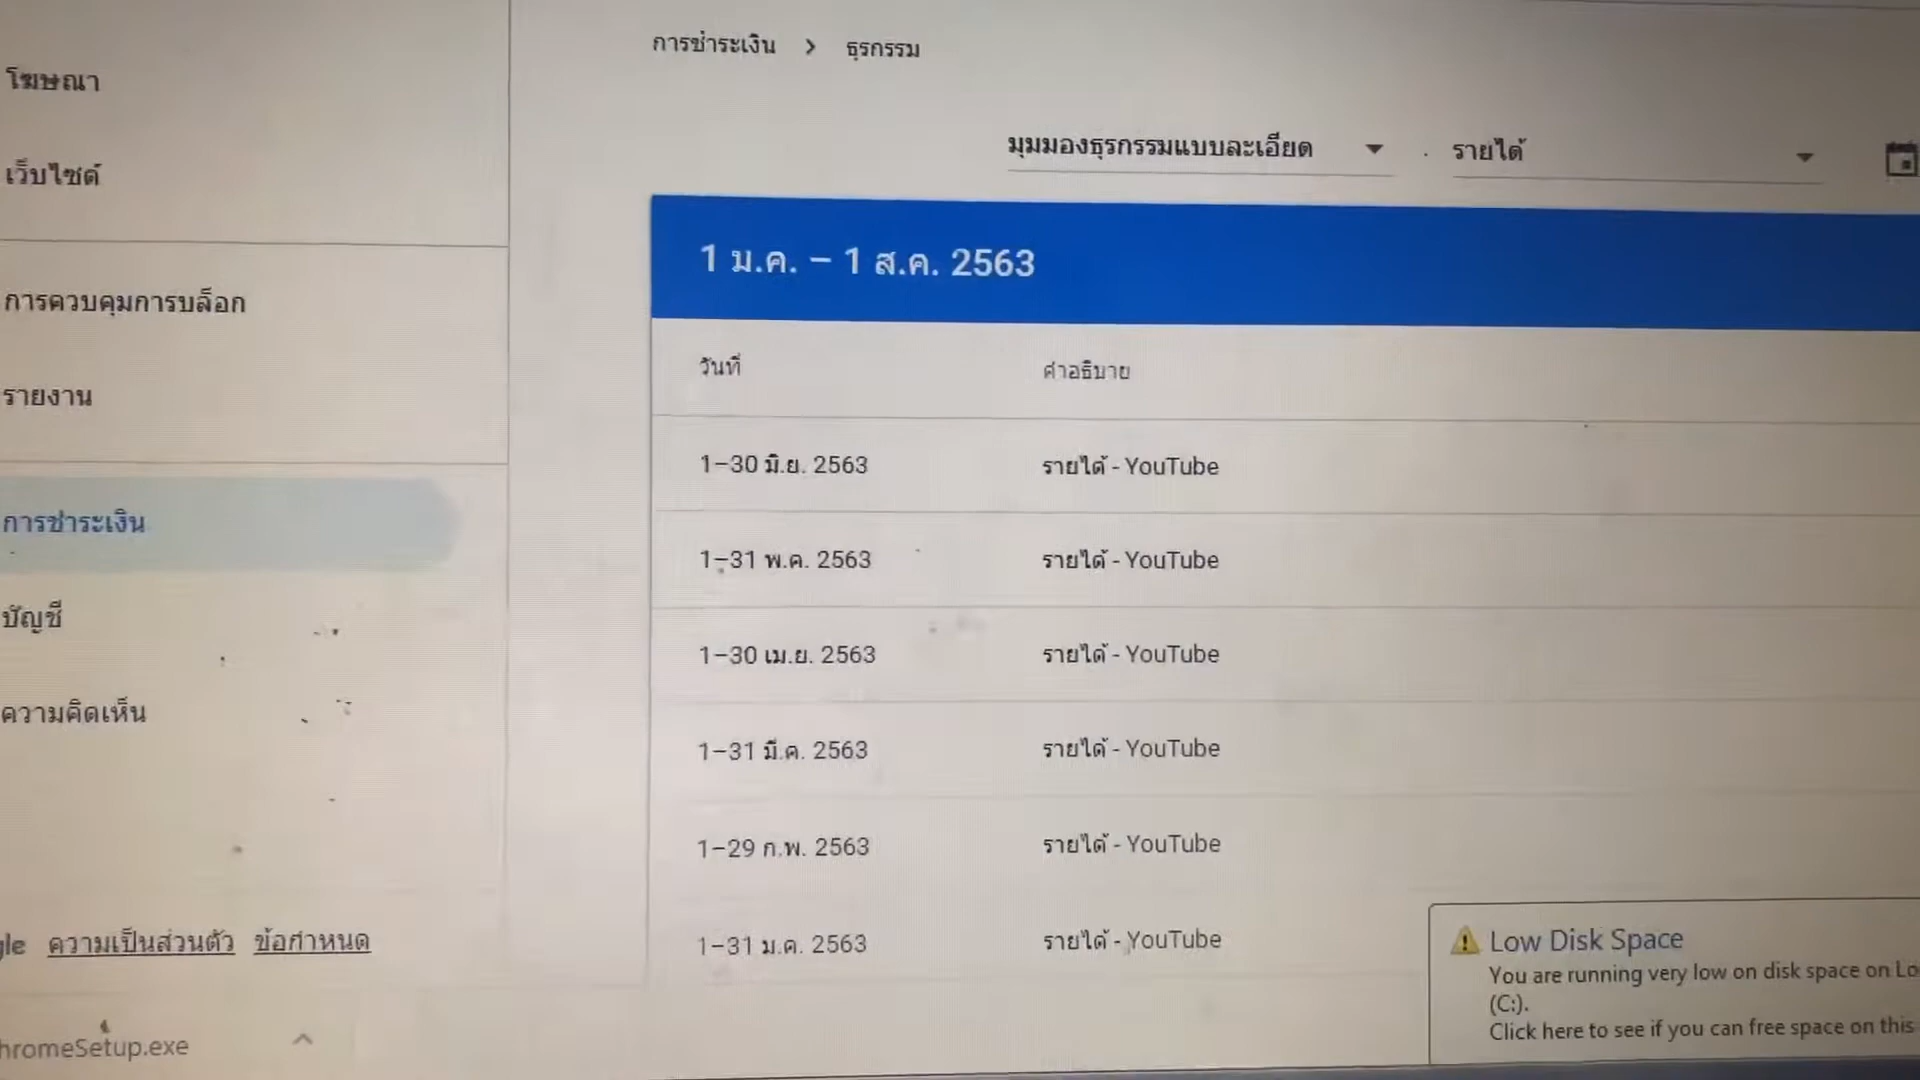 การชำระเงิน > ธุรกรรม
โฆษณา
เว็บไซต์
การควบคุมการบล็อก
รายงาน
การชำระเงิน
บัญชี
ความคิดเห็น
gle ความเป็นส่วนตัว ข้อกำหนด
hromeSetup.exe
มุมมองธุรกรรมแบบละเอียด รายได้
1 ม.ค. – 1 ส.ค. 2563
วันที่ คำอธิบาย
1–30 มิ.ย. 2563 รายได้ - YouTube
1–31 พ.ค. 2563 รายได้ - YouTube
1–30 เม.ย. 2563 รายได้ - YouTube
1–31 มี.ค. 2563 รายได้ - YouTube
1–29 ก.พ. 2563 รายได้ - YouTube
1–31 ม.ค. 2563 รายได้ - YouTube
Low Disk Space
You are running very low on disk space on Lo
(C:).
Click here to see if you can free space on this